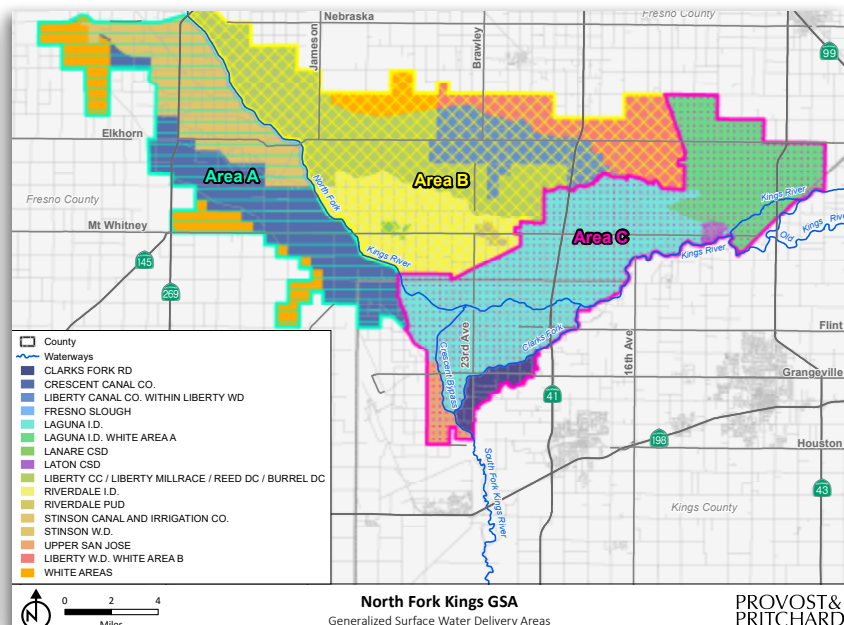 Nebraska
Fresno County
Jameson
Brawley
99
Elkhorn
Area A
Area B
North Fork
Fresno County
Kings River
Mt Whitney
Area C
Old
Kings
Kings River
Kings River
145
269
23rd Ave
Clarks Fork
16th Ave
Flint
Crescent Bypass
Grangeville
41
198
Houston
43
South Fork Kings River
Kings County
County
Waterways
CLARKS FORK RD
CRESCENT CANAL CO.
LIBERTY CANAL CO. WITHIN LIBERTY WD
FRESNO SLOUGH
LAGUNA I.D.
LAGUNA I.D. WHITE AREA A
LANARE CSD
LATON CSD
LIBERTY CC / LIBERTY MILLRACE / REED DC / BURREL DC
RIVERDALE I.D.
RIVERDALE PUD
STINSON CANAL AND IRRIGATION CO.
STINSON W.D.
UPPER SAN JOSE
LIBERTY W.D. WHITE AREA B
WHITE AREAS
N
0 2 4
Miles
North Fork Kings GSA
Generalized Surface Water Delivery Areas
PROVOST&
PRITCHARD